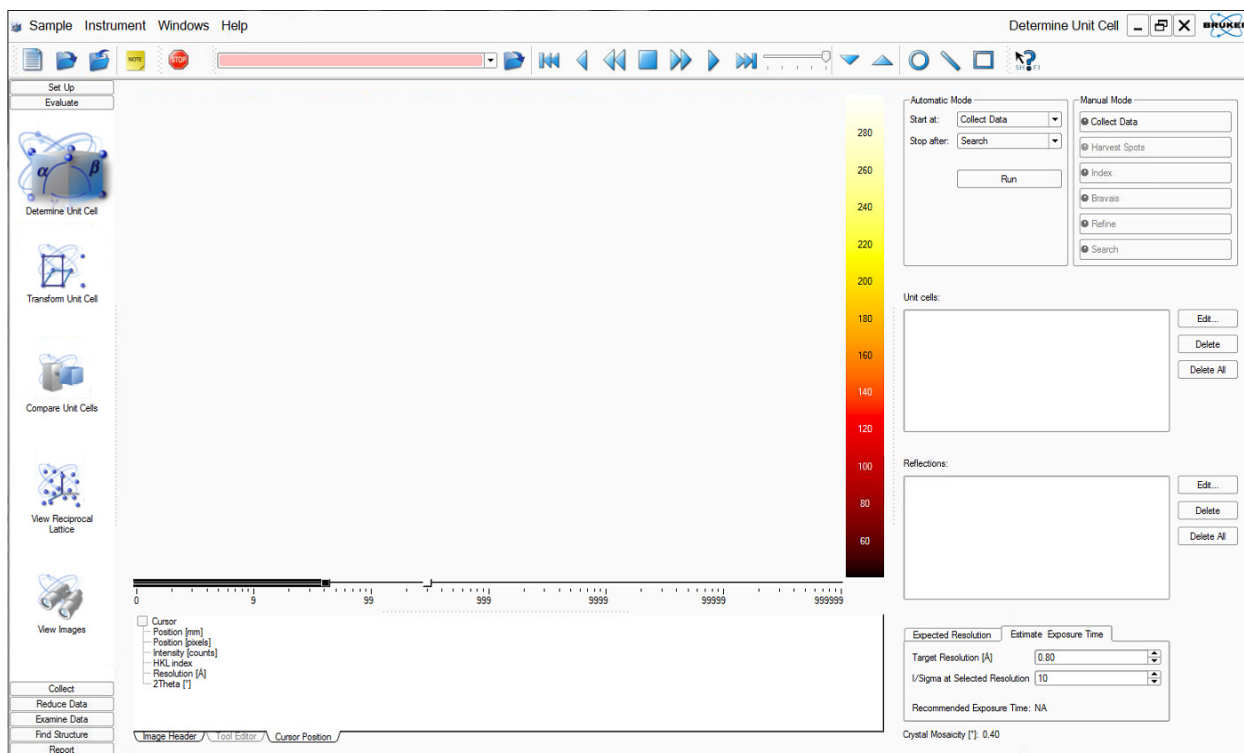 Sample Instrument Windows Help
Determine Unit Cell
BRUKER
NOTE
STOP
SH F1
Set Up
Evaluate
α β
Determine Unit Cell
Transform Unit Cell
Compare Unit Cells
View Reciprocal
Lattice
View Images
Collect
Reduce Data
Examine Data
Find Structure
Report
280
260
240
220
200
180
160
140
120
100
80
60
0 9 99 999 9999 99999 999999
Cursor
Position [mm]
Position [pixels]
Intensity [counts]
HKL index
Resolution [Å]
2Theta [°]
Image Header Tool Editor Cursor Position
Automatic Mode
Start at: Collect Data
Stop after: Search
Run
Manual Mode
Collect Data
Harvest Spots
Index
Bravais
Refine
Search
Unit cells:
Edit...
Delete
Delete All
Reflections:
Edit...
Delete
Delete All
Expected Resolution Estimate Exposure Time
Target Resolution [Å] 0.80
I/Sigma at Selected Resolution 10
Recommended Exposure Time: NA
Crystal Mosaicity [°]: 0.40